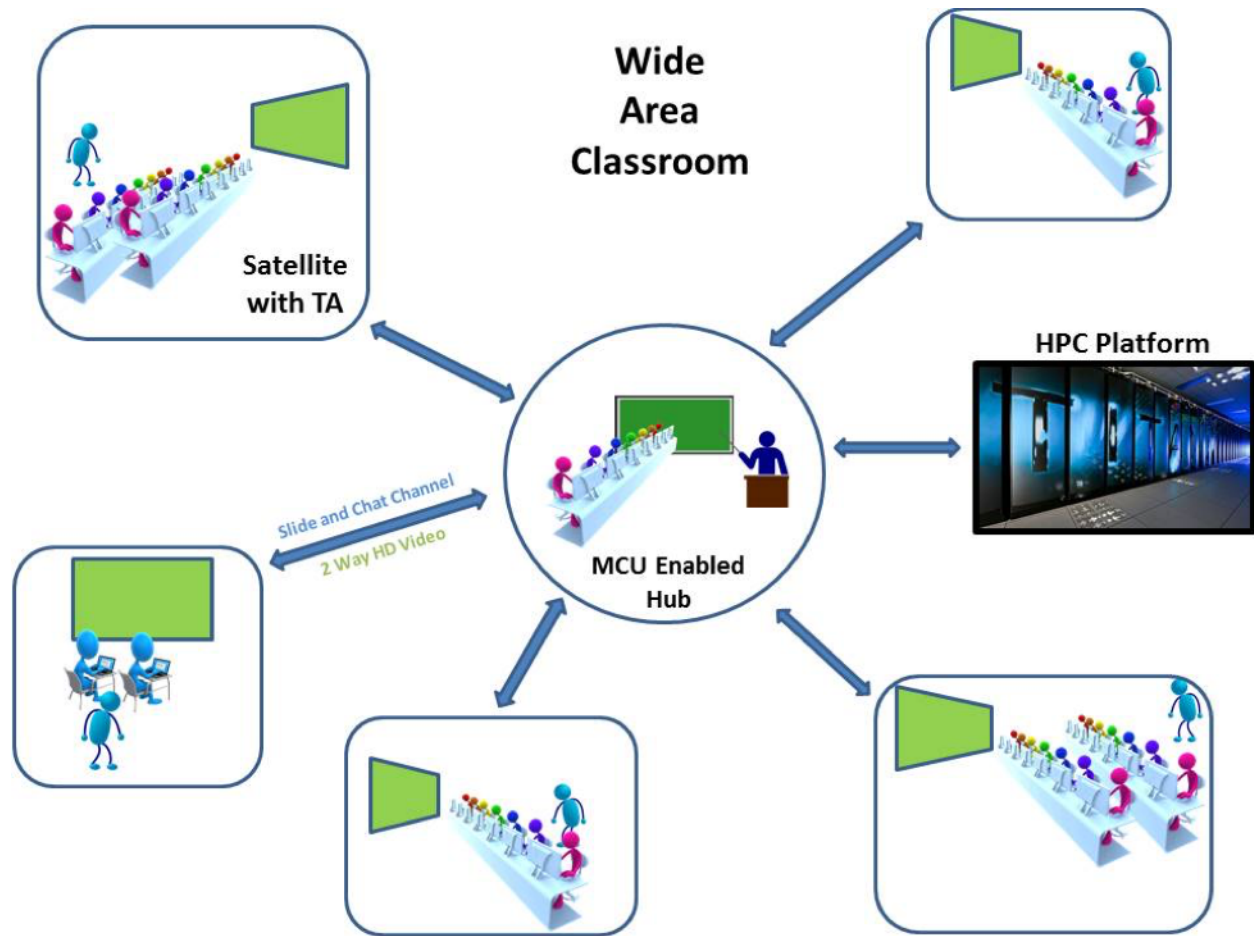 Wide
Area
Classroom
Satellite
with TA
HPC Platform
TITAN
Slide and Chat Channel
2 Way HD Video
MCU Enabled
Hub